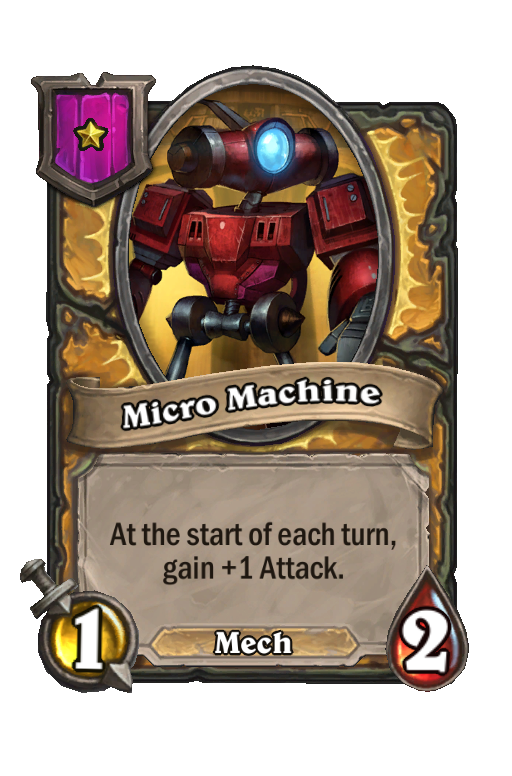 Micro Machine
At the start of each turn,
gain +1 Attack.
1
Mech
2